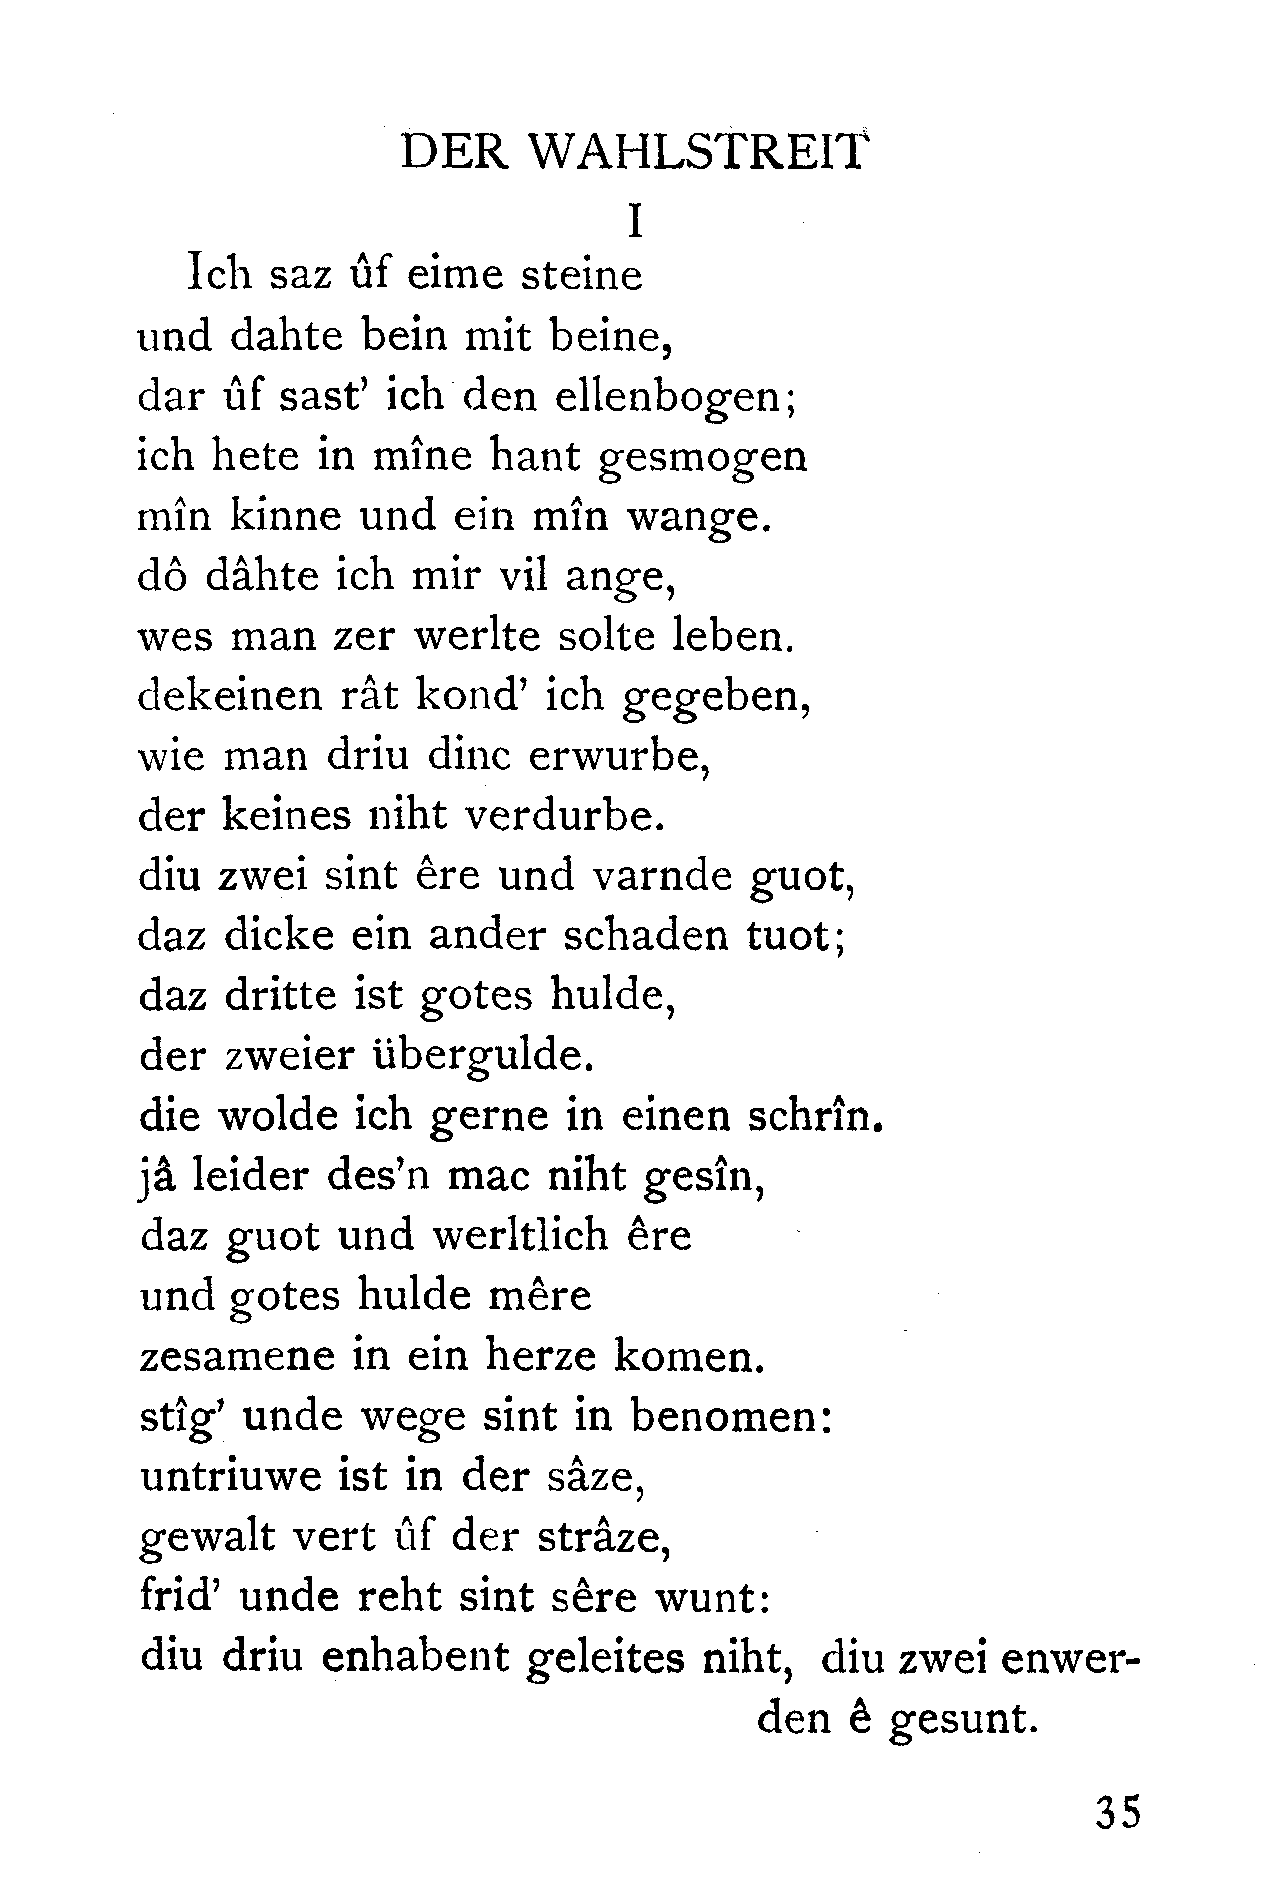 DER WAHLSTREIT
I
Ich saz ûf eime steine
und dahte bein mit beine,
dar ûf sast’ ich den ellenbogen;
ich hete in mîne hant gesmogen
mîn kinne und ein mîn wange.
dô dâhte ich mir vil ange,
wes man zer werlte solte leben.
dekeinen rât kond’ ich gegeben,
wie man driu dinc erwurbe,
der keines niht verdurbe.
diu zwei sint êre und varnde guot,
daz dicke ein ander schaden tuot;
daz dritte ist gotes hulde,
der zweier übergulde.
die wolde ich gerne in einen schrîn.
jâ leider des’n mac niht gesîn,
daz guot und werltlich êre
und gotes hulde mêre
zesamene in ein herze komen.
stîg’ unde wege sint in benomen:
untriuwe ist in der sâze,
gewalt vert ûf der strâze,
frid’ unde reht sint sêre wunt:
diu driu enhabent geleites niht, diu zwei enwer-
den ê gesunt.
35